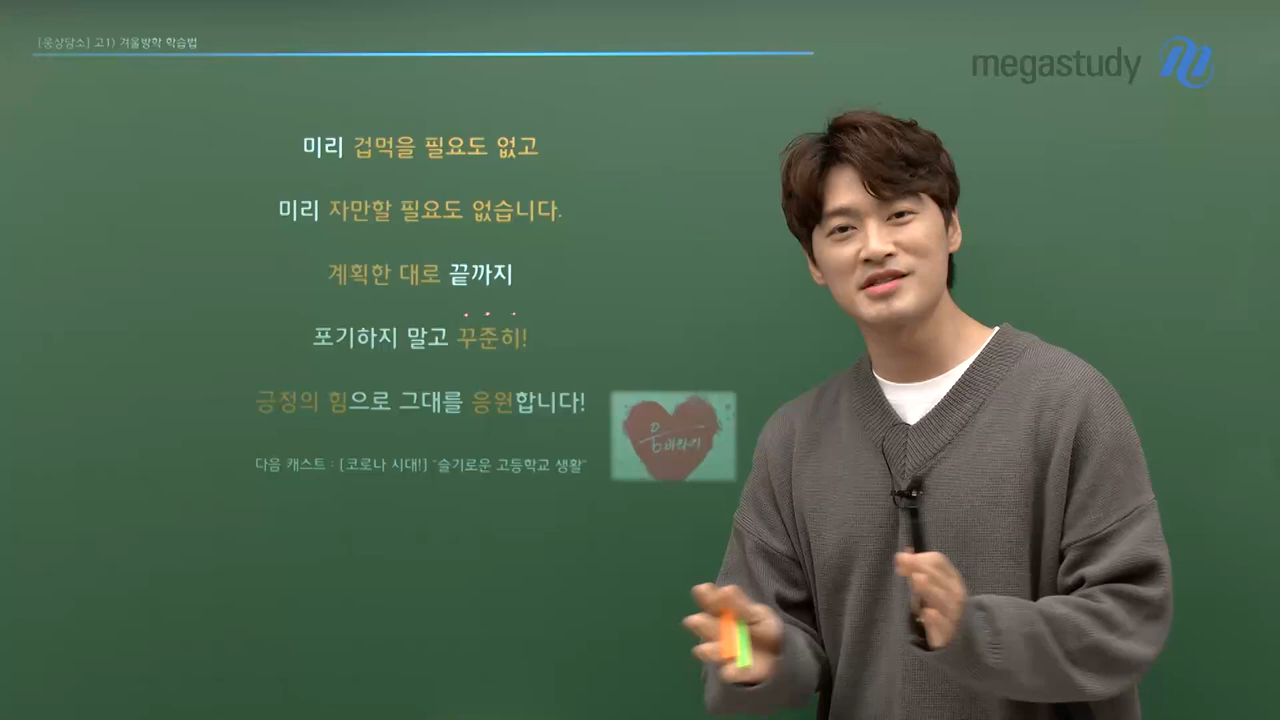 [웅상담소] 고1) 겨울방학 학습법
megastudy
미리 겁먹을 필요도 없고
미리 자만할 필요도 없습니다.
계획한 대로 끝까지
포기하지 말고 꾸준히!
긍정의 힘으로 그대를 응원합니다!
다음 캐스트 : [코로나 시대!] "슬기로운 고등학교 생활"